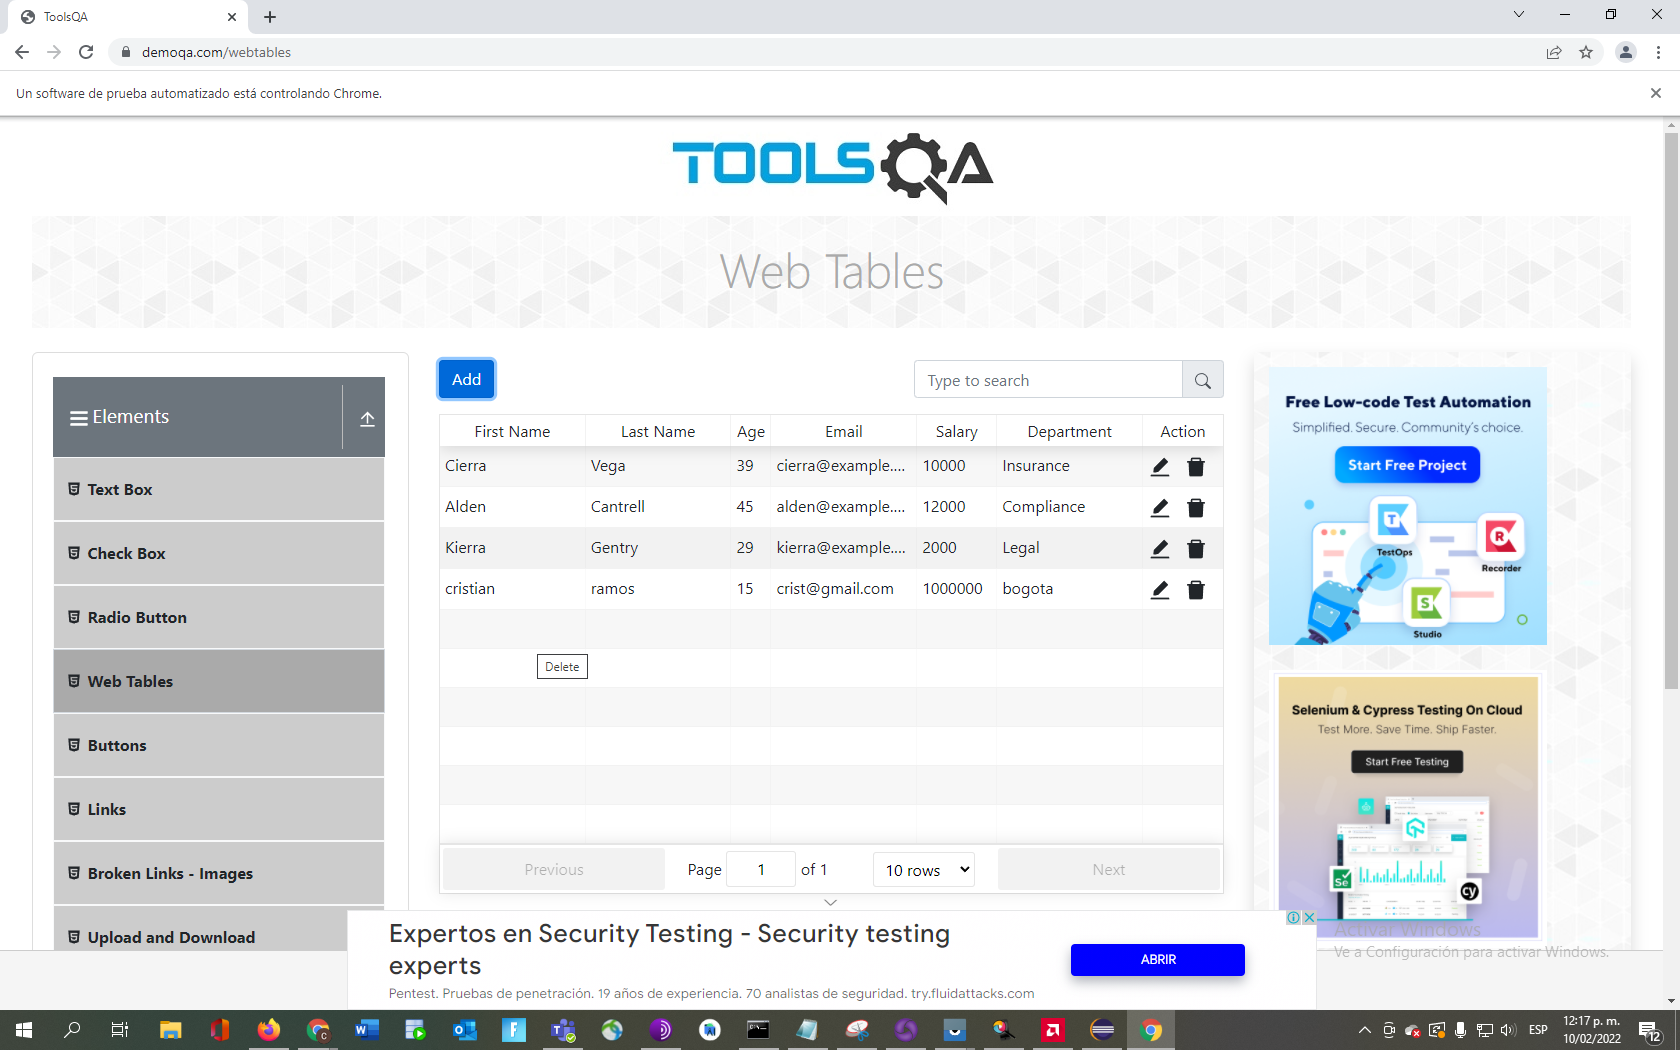 ToolsQA
demoqa.com/webtables
Un software de prueba automatizado está controlando Chrome.
TOOLSQA
Web Tables
Elements
Text Box
Check Box
Radio Button
Web Tables
Buttons
Links
Broken Links - Images
Upload and Download
Add
Type to search
First Name Last Name Age Email Salary Department Action
Cierra Vega 39 cierra@example.... 10000 Insurance
Alden Cantrell 45 alden@example.... 12000 Compliance
Kierra Gentry 29 kierra@example.... 2000 Legal
cristian ramos 15 crist@gmail.com 1000000 bogota
Delete
Previous Page 1 of 1 10 rows Next
Free Low-code Test Automation
Simplified. Secure. Community's choice.
Start Free Project
TestOps
Recorder
Studio
Selenium & Cypress Testing On Cloud
Test More. Save Time. Ship Faster.
Start Free Testing
Se
cy
Expertos en Security Testing - Security testing
experts
Pentest. Pruebas de penetración. 19 años de experiencia. 70 analistas de seguridad. try.fluidattacks.com
ABRIR
Activar Windows
Ve a Configuración para activar Windows.
ESP
12:17 p. m.
10/02/2022
12